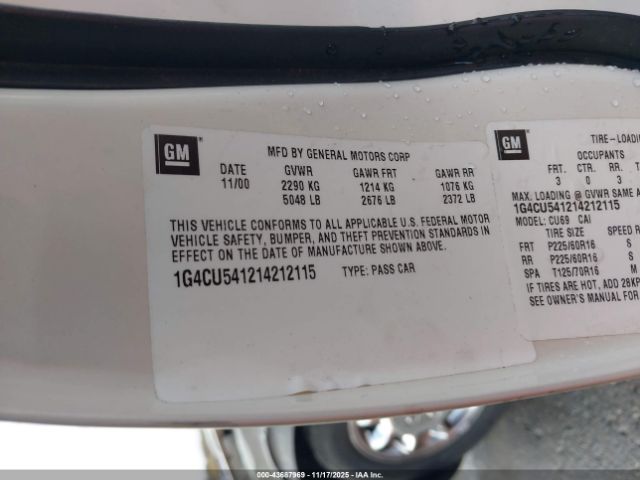 GM
MFD BY GENERAL MOTORS CORP
DATE GVWR GAWR FRT GAWR RR
11/00 2290 KG 1214 KG 1076 KG
5048 LB 2676 LB 2372 LB
THIS VEHICLE CONFORMS TO ALL APPLICABLE U.S. FEDERAL MOTOR
VEHICLE SAFETY, BUMPER, AND THEFT PREVENTION STANDARDS IN
EFFECT ON THE DATE OF MANUFACTURE SHOWN ABOVE.
1G4CU541214212115 TYPE: PASS CAR
GM
TIRE-LOADIN
OCCUPANTS
FRT. CTR. RR.
3 0 3
MAX. LOADING @ GVWR SAME A
1G4CU541214212115
MODEL: CU69 CAI
TIRE SIZE SPEED R
FRT P225/60R16 S
RR P225/60R16 S
SPA T125/70R16 M
IF TIRES ARE HOT, ADD 28KP
SEE OWNER'S MANUAL FOR
000-43687969 - 11/17/2025 - IAA Inc.